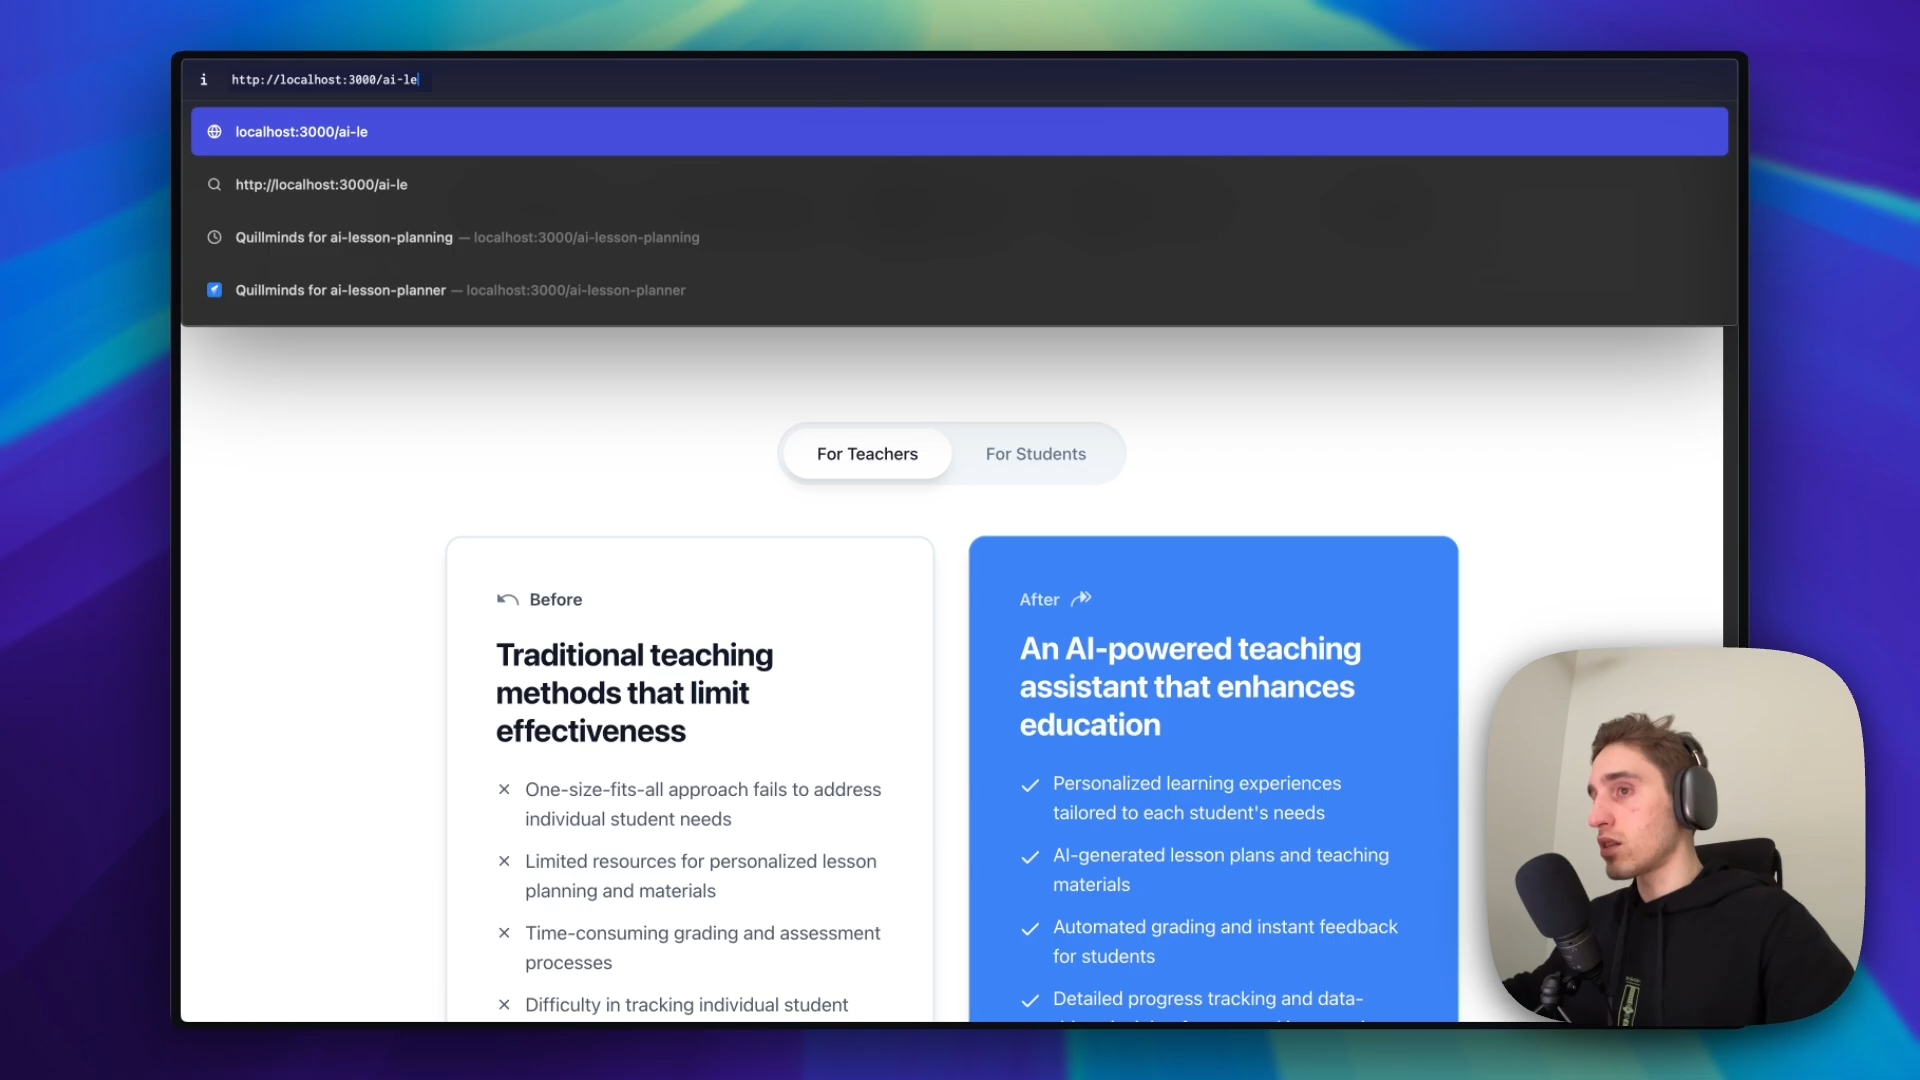 http://localhost:3000/ai-le
localhost:3000/ai-le
http://localhost:3000/ai-le
Quillminds for ai-lesson-planning — localhost:3000/ai-lesson-planning
Quillminds for ai-lesson-planner — localhost:3000/ai-lesson-planner
For Teachers
For Students
Before
Traditional teaching
methods that limit
effectiveness
One-size-fits-all approach fails to address
individual student needs
Limited resources for personalized lesson
planning and materials
Time-consuming grading and assessment
processes
Difficulty in tracking individual student
After
An AI-powered teaching
assistant that enhances
education
Personalized learning experiences
tailored to each student's needs
AI-generated lesson plans and teaching
materials
Automated grading and instant feedback
for students
Detailed progress tracking and data-